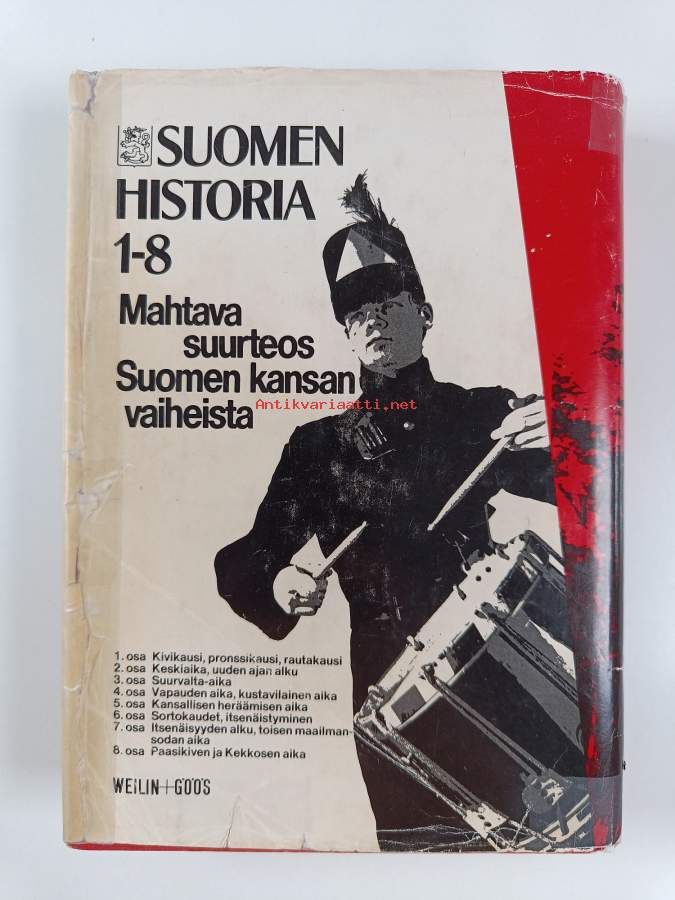 SUOMEN
HISTORIA
1-8
Mahtava
suurteos
Suomen kansan
vaiheista
Antikvariaatti.net
1. osa Kivikausi, pronssikausi, rautakausi
2. osa Keskiaika, uuden ajan alku
3. osa Suurvalta-aika
4. osa Vapauden aika, kustavilainen aika
5. osa Kansallisen heräämisen aika
6. osa Sortokaudet, itsenäistyminen
7. osa Itsenäisyyden alku, toisen maailman-
sodan aika
8. osa Paasikiven ja Kekkosen aika
WEILIN+GÖÖS